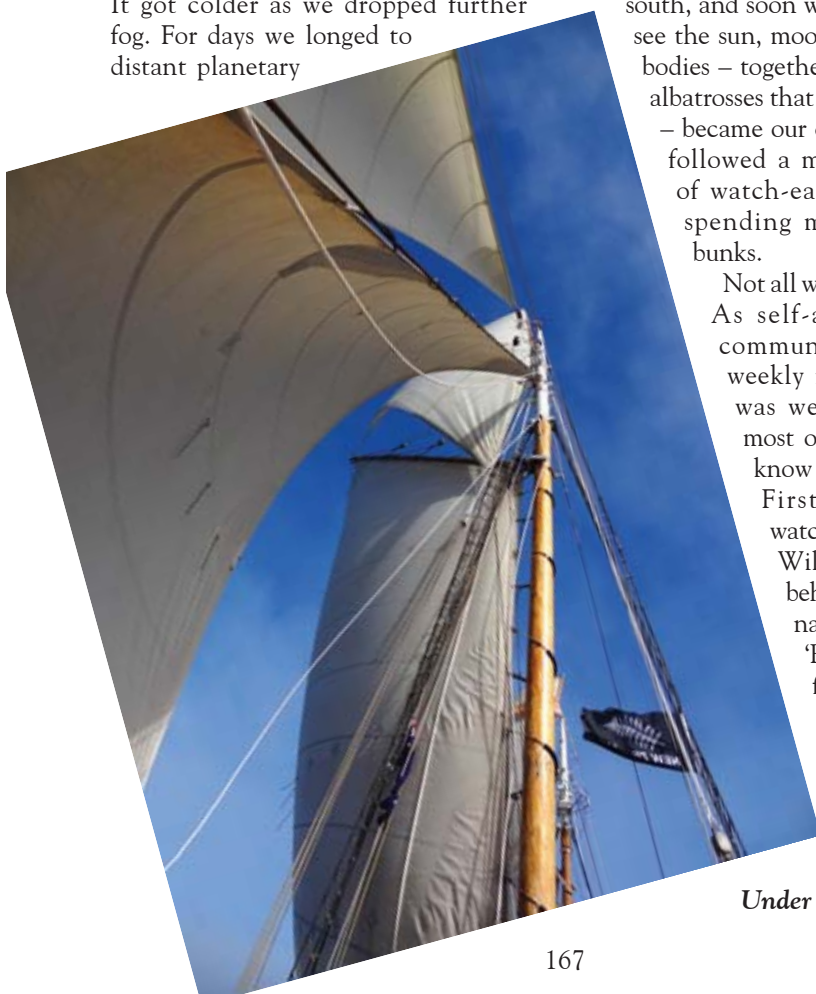 It got colder as we dropped further south, and soon w
fog. For days we longed to see the sun, moo
distant planetary bodies – togethe
albatrosses that
– became our
followed a m
of watch-ea
spending m
bunks.
Not all w
As self-a
commun
weekly
was we
most o
know
First
watc
Wil
beh
na
Under
167